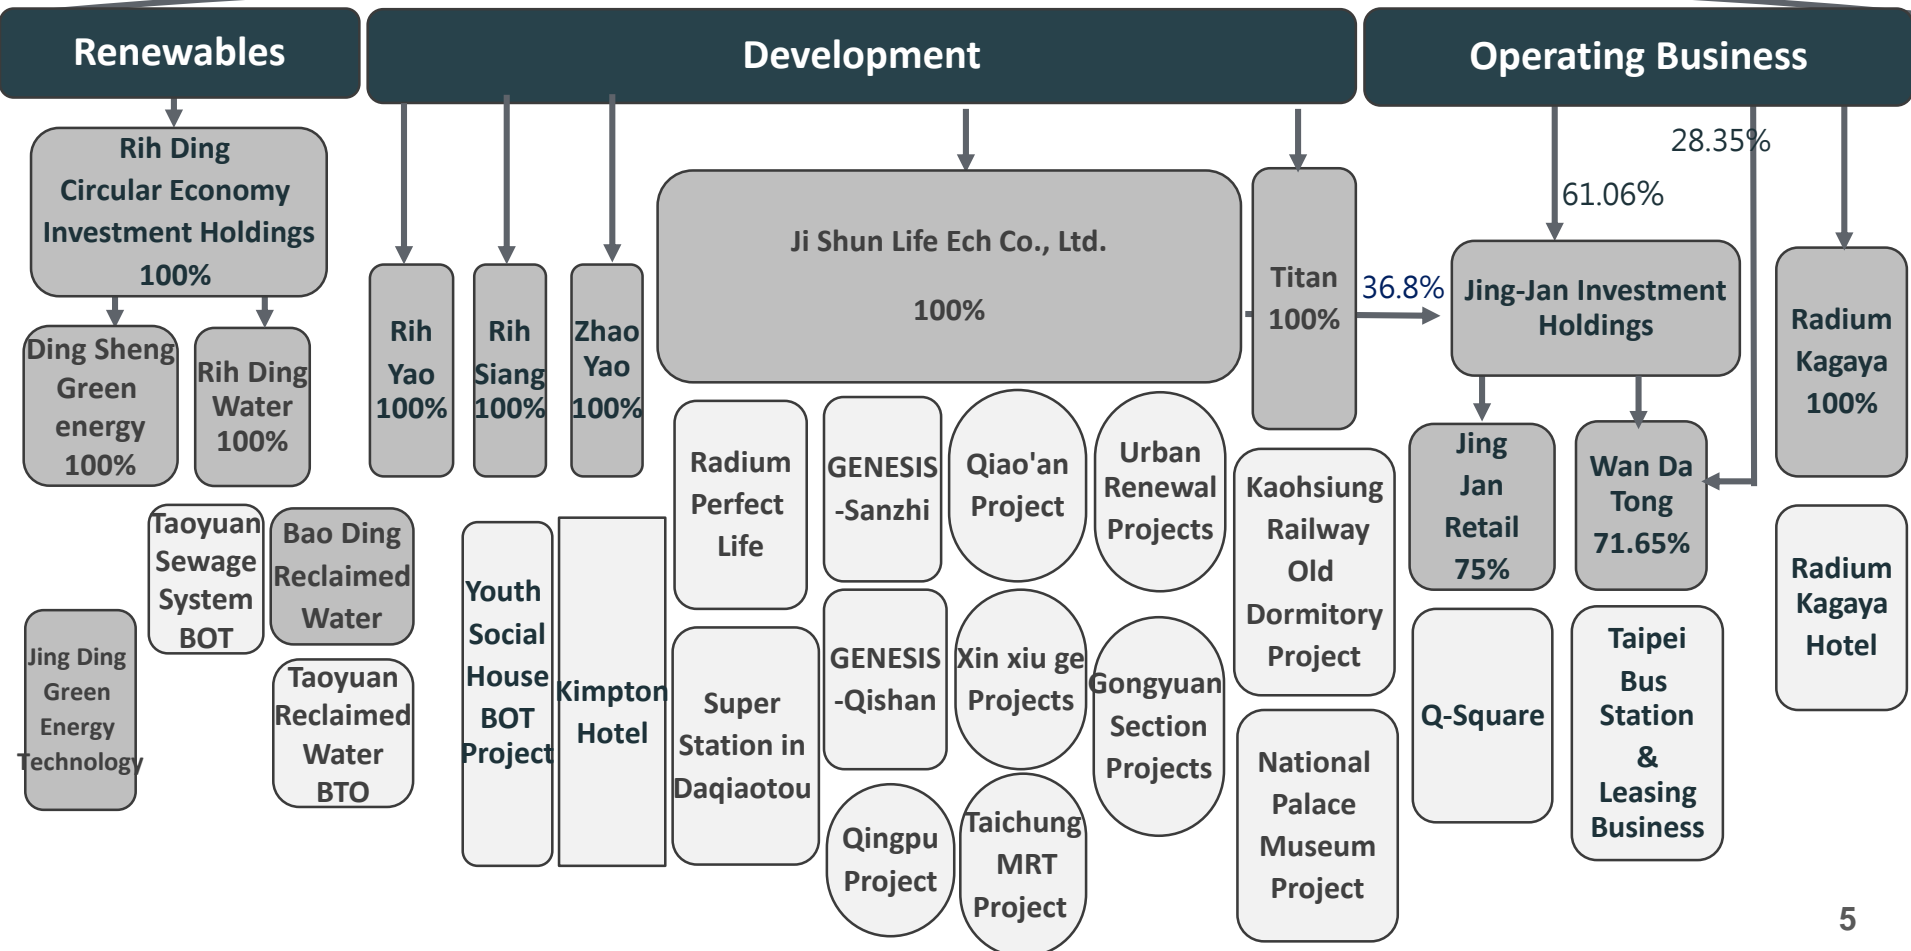 Renewables
Development
Operating Business
Rih Ding
Circular Economy
Investment Holdings
100%
Ding Sheng
Green
energy
100%
Rih Ding
Water
100%
Taoyuan
Sewage
System
BOT
Bao Ding
Reclaimed
Water
Jing Ding
Green
Energy
Technology
Taoyuan
Reclaimed
Water
BTO
Rih
Yao
100%
Rih
Siang
100%
Zhao
Yao
100%
Youth
Social
House
BOT
Project
Kimpton
Hotel
Ji Shun Life Ech Co., Ltd.
100%
Radium
Perfect
Life
Super
Station in
Daqiaotou
GENESIS
-Sanzhi
GENESIS
-Qishan
Qingpu
Project
Qiao'an
Project
Xin xiu ge
Projects
Taichung
MRT
Project
Urban
Renewal
Projects
Gongyuan
Section
Projects
Titan
100%
Kaohsiung
Railway
Old
Dormitory
Project
National
Palace
Museum
Project
36.8%
61.06%
28.35%
Jing-Jan Investment
Holdings
Jing
Jan
Retail
75%
Wan Da
Tong
71.65%
Q-Square
Taipei
Bus
Station
&
Leasing
Business
Radium
Kagaya
100%
Radium
Kagaya
Hotel
5